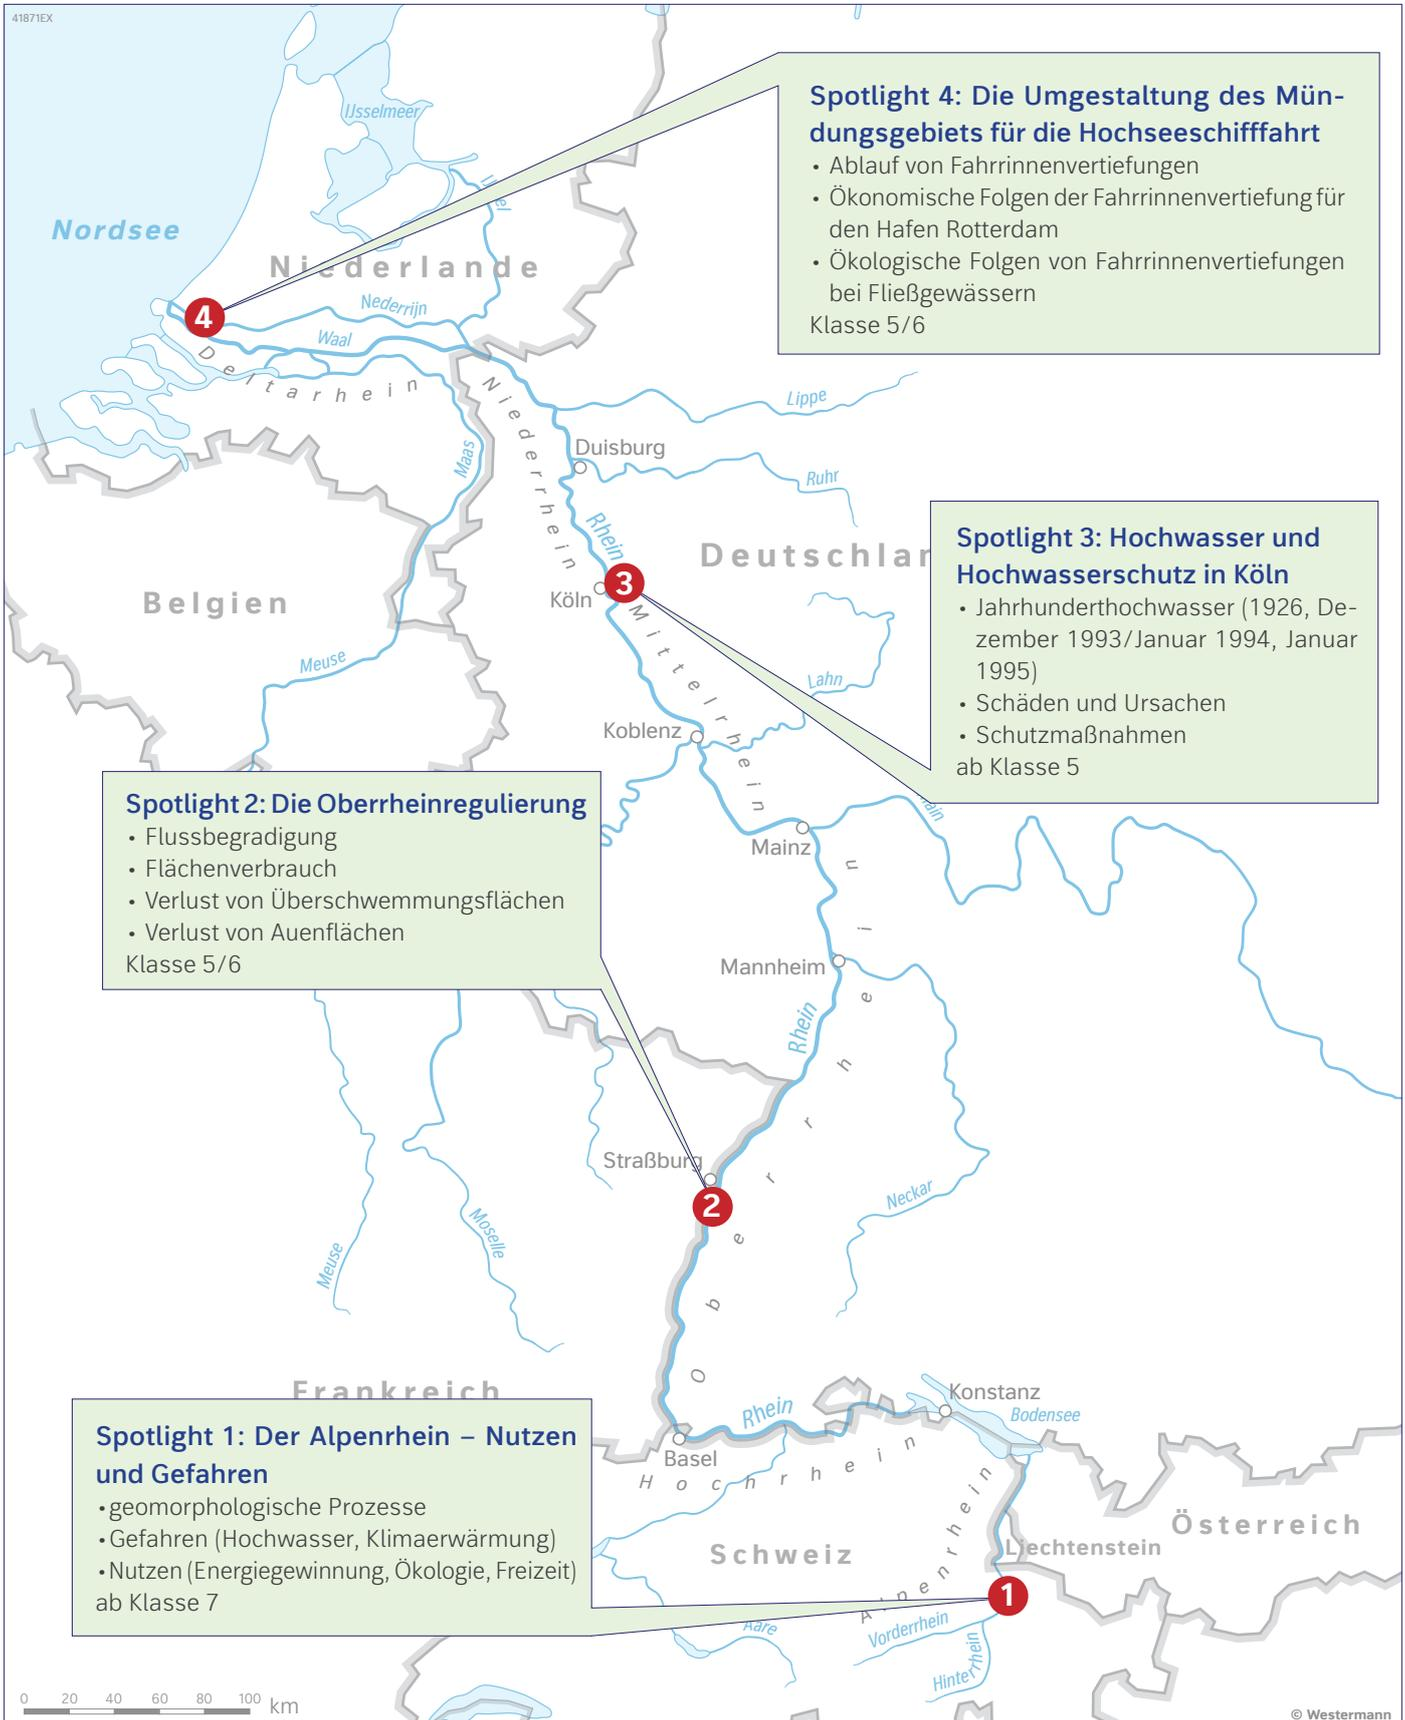 41871EX
Spotlight 4: Die Umgestaltung des Mün-
dungsgebiets für die Hochseeschifffahrt
• Ablauf von Fahrrinnenvertiefungen
• Ökonomische Folgen der Fahrrinnenvertiefung für
den Hafen Rotterdam
• Ökologische Folgen von Fahrrinnenvertiefungen
bei Fließgewässern
Klasse 5/6
IJsselmeer
Nordsee
Niederlande
4
Nederrijn
Waal
Deltarhein
Niederrhein
Lippe
Duisburg
Maas
Ruhr
Rhein
Deutschlan
Spotlight 3: Hochwasser und
Hochwasserschutz in Köln
• Jahrhunderthochwasser (1926, De-
zember 1993/Januar 1994, Januar
1995)
• Schäden und Ursachen
• Schutzmaßnahmen
ab Klasse 5
3
Köln
Belgien
Mittelrhein
Meuse
Lahn
Koblenz
Spotlight 2: Die Oberrheinregulierung
• Flussbegradigung
• Flächenverbrauch
• Verlust von Überschwemmungsflächen
• Verlust von Auenflächen
Klasse 5/6
Mainz
Mannheim
Rhein
Oberrhein
Straßburg
2
Neckar
Moselle
Meuse
Frankreich
Spotlight 1: Der Alpenrhein – Nutzen
und Gefahren
• geomorphologische Prozesse
• Gefahren (Hochwasser, Klimaerwärmung)
• Nutzen (Energiegewinnung, Ökologie, Freizeit)
ab Klasse 7
Konstanz
Bodensee
Rhein
Basel
Hochrhein
Alpenrhein
Österreich
Liechtenstein
Schweiz
1
Vorderrhein
Aare
Hinterrhein
0 20 40 60 80 100 km
© Westermann